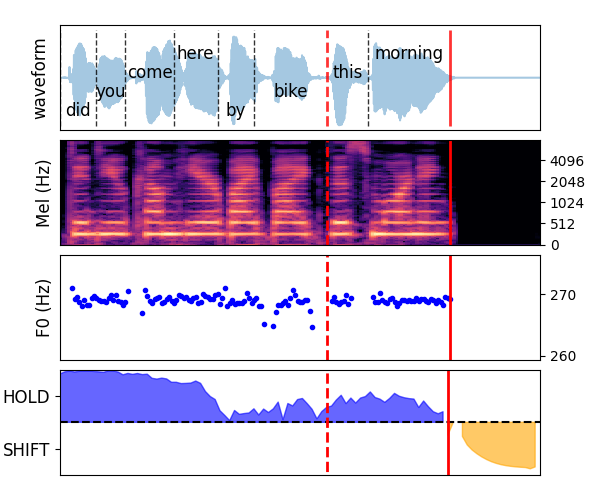 waveform
did you come here by bike this morning
Mel (Hz)
4096
2048
1024
512
0
F0 (Hz)
270
260
HOLD
SHIFT